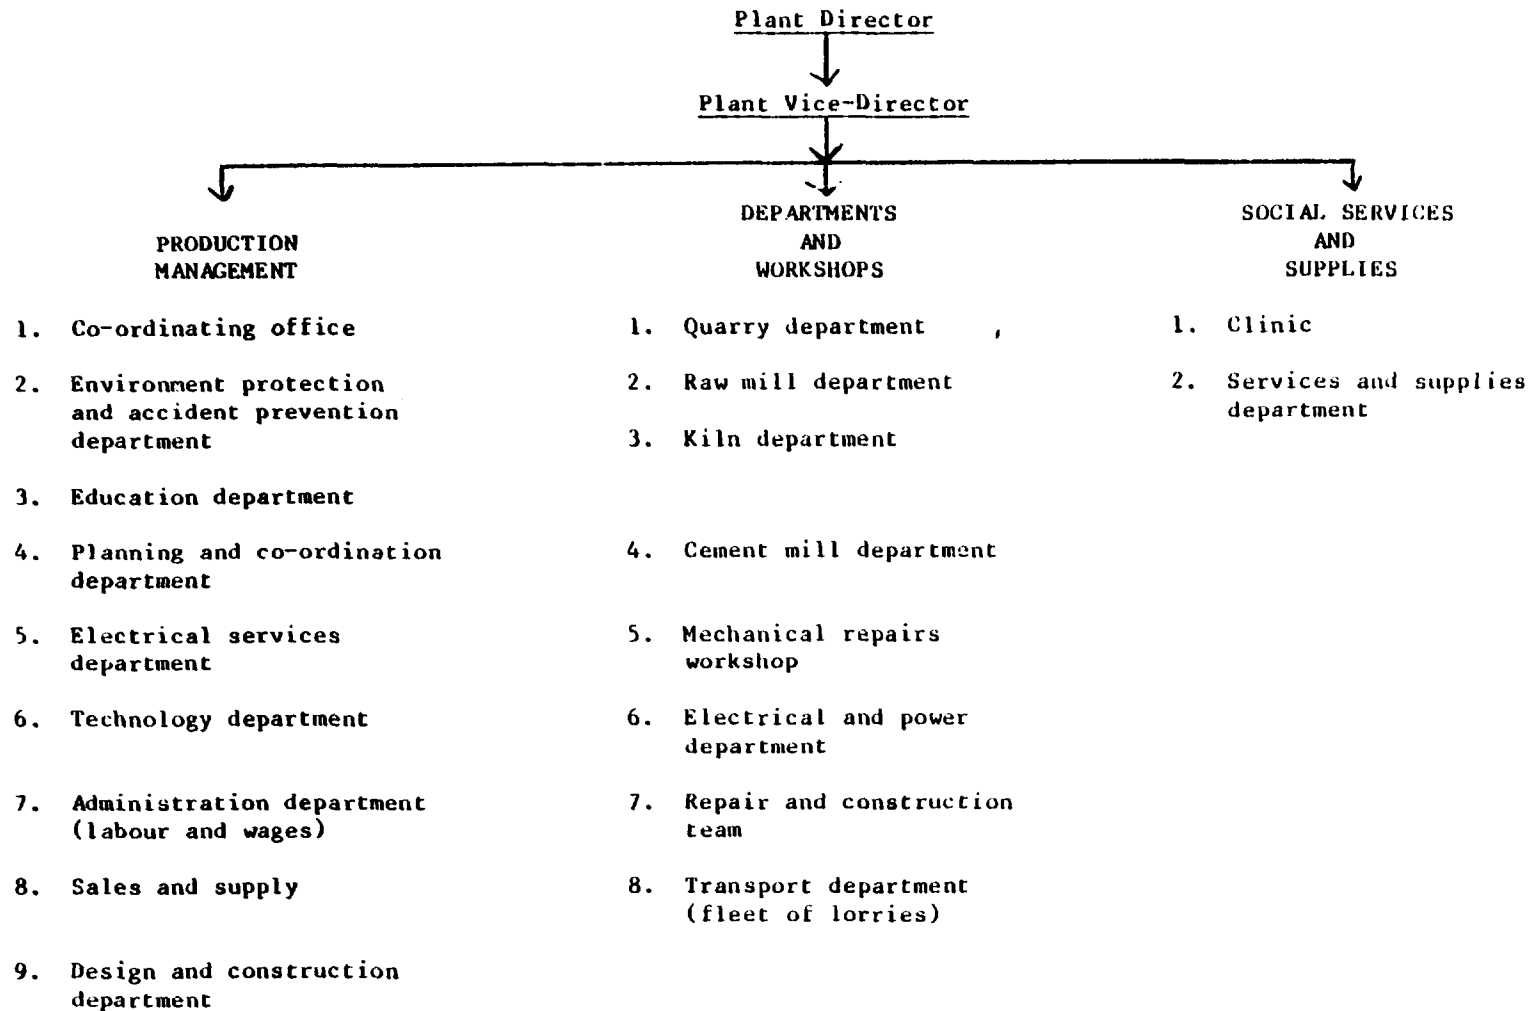 Plant Director
Plant Vice-Director
PRODUCTION
MANAGEMENT
1. Co-ordinating office
2. Environment protection
and accident prevention
department
3. Education department
4. Planning and co-ordination
department
5. Electrical services
department
6. Technology department
7. Administration department
(labour and wages)
8. Sales and supply
9. Design and construction
department
DEPARTMENTS
AND
WORKSHOPS
1. Quarry department
2. Raw mill department
3. Kiln department
4. Cement mill department
5. Mechanical repairs
workshop
6. Electrical and power
department
7. Repair and construction
team
8. Transport department
(fleet of lorries)
SOCIAL SERVICES
AND
SUPPLIES
1. Clinic
2. Services and supplies
department